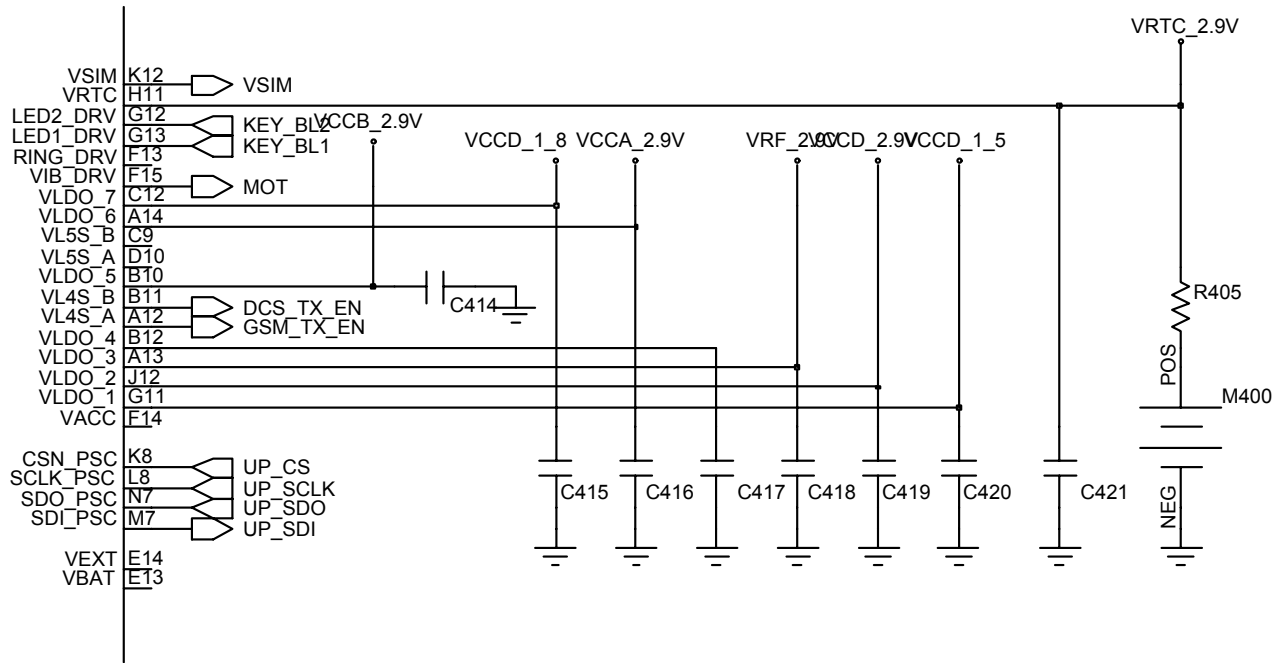 VRTC_2.9V
VSIM K12 VSIM
VRTC H11
LED2_DRV G12 KEY_BL2
LED1_DRV G13 KEY_BL1
VCCB_2.9V
VCCD_1_8
VCCA_2.9V
VRF_2.9V
VCCD_2.9V
VCCD_1_5
RING_DRV F13
VIB_DRV F15 MOT
VLDO_7 C12
VLDO_6 A14
VL5S_B C9
VL5S_A D10
VLDO_5 B10
C414
VL4S_B B11 DCS_TX_EN
VL4S_A A12 GSM_TX_EN
R405
VLDO_4 B12
VLDO_3 A13
VLDO_2 J12
VLDO_1 G11
VACC F14
POS
M400
CSN_PSC K8 UP_CS
SCLK_PSC L8 UP_SCLK
SDO_PSC N7 UP_SDO
SDI_PSC M7 UP_SDI
C415
C416
C417
C418
C419
C420
C421
NEG
VEXT E14
VBAT E13